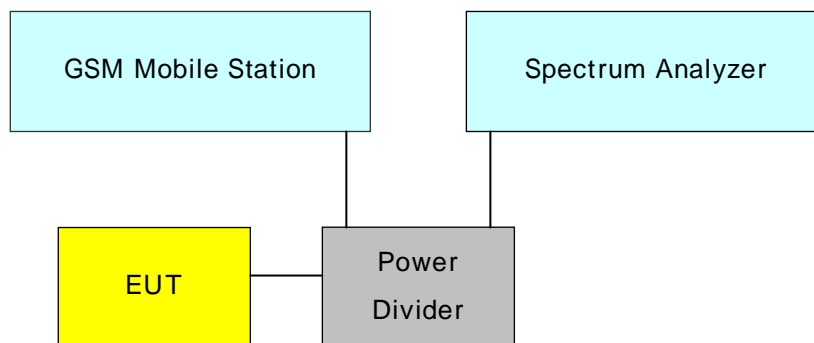 GSM Mobile Station
Spectrum Analyzer
EUT
Power
Divider